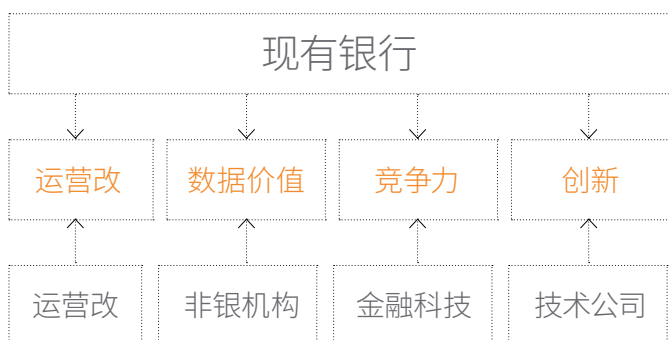 现有银行
运营改 数据价值 竞争力 创新
运营改 非银机构 金融科技 技术公司